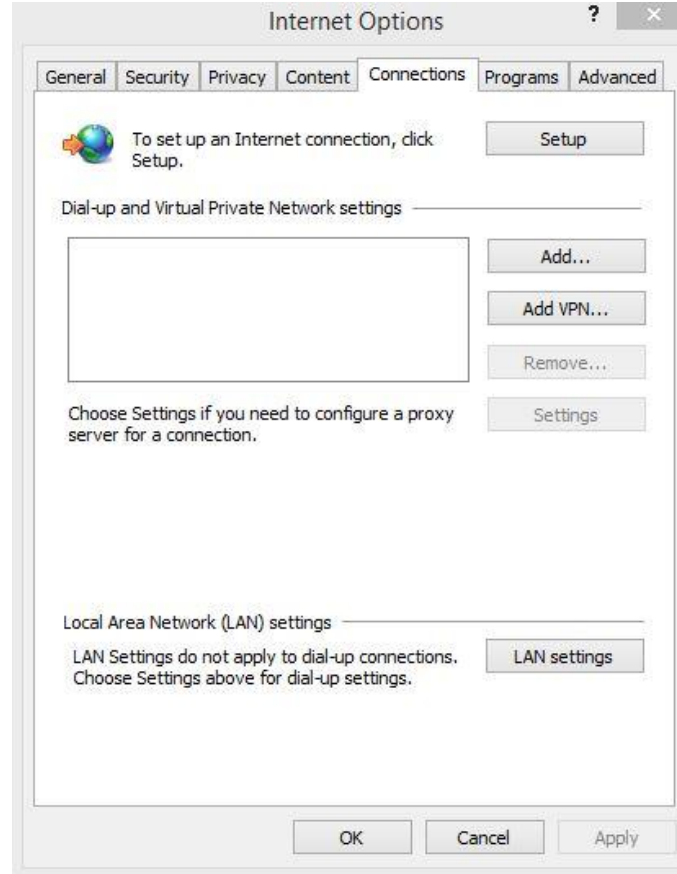 Internet Options ?
General Security Privacy Content Connections Programs Advanced
To set up an Internet connection, click
Setup.
Setup
Dial-up and Virtual Private Network settings
Add...
Add VPN...
Remove...
Choose Settings if you need to configure a proxy
server for a connection.
Settings
Local Area Network (LAN) settings
LAN Settings do not apply to dial-up connections.
Choose Settings above for dial-up settings.
LAN settings
OK Cancel Apply